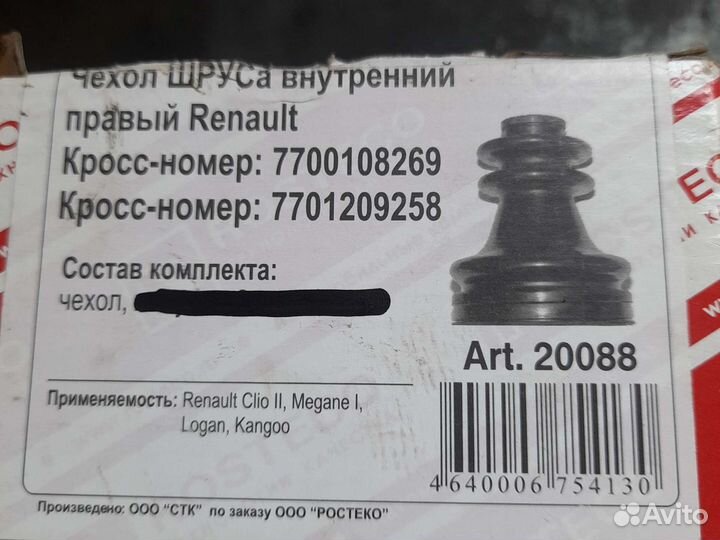 Чехол ШРУСа внутренний
правый Renault
Кросс-номер: 7700108269
Кросс-номер: 7701209258
Состав комплекта:
чехол,
Art. 20088
Применяемость: Renault Clio II, Megane I,
Logan, Kangoo
4 640006 754130
Произведено: ООО "СТК" по заказу ООО "РОСТЕКО"
Avito